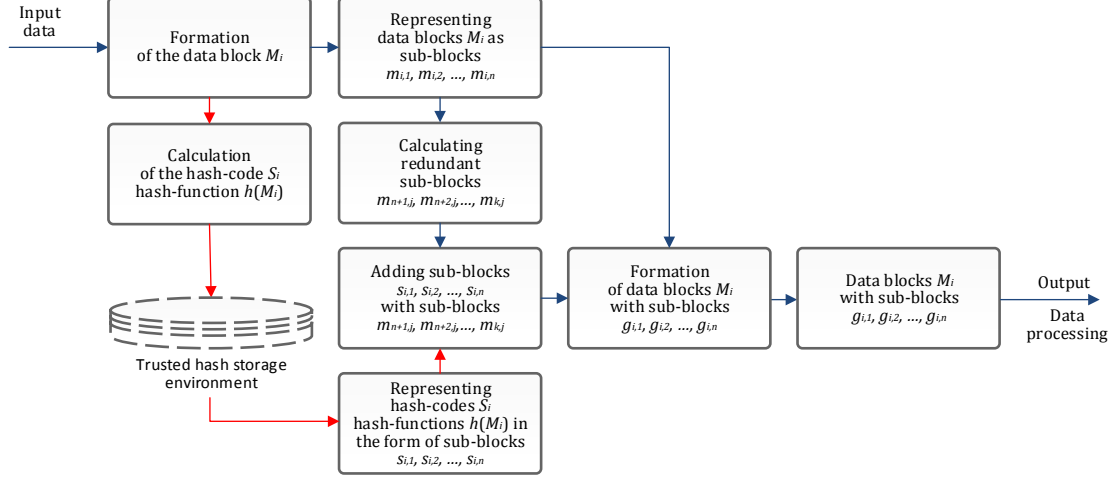 Input
data
Formation
of the data block Mi
Representing
data blocks Mi as
sub-blocks
mi,1, mi,2, ..., mi,n
Calculation
of the hash-code Si
hash-function h(Mi)
Calculating
redundant
sub-blocks
mn+1,j, mn+2,j,..., mk,j
Adding sub-blocks
si,1, si,2, ..., si,n
with sub-blocks
mn+1,j, mn+2,j,..., mk,j
Formation
of data blocks Mi
with sub-blocks
gi,1, gi,2, ..., gi,n
Data blocks Mi
with sub-blocks
gi,1, gi,2, ..., gi,n
Output
Data
processing
Trusted hash storage
environment
Representing
hash-codes Si
hash-functions h(Mi) in
the form of sub-blocks
si,1, si,2, ..., si,n